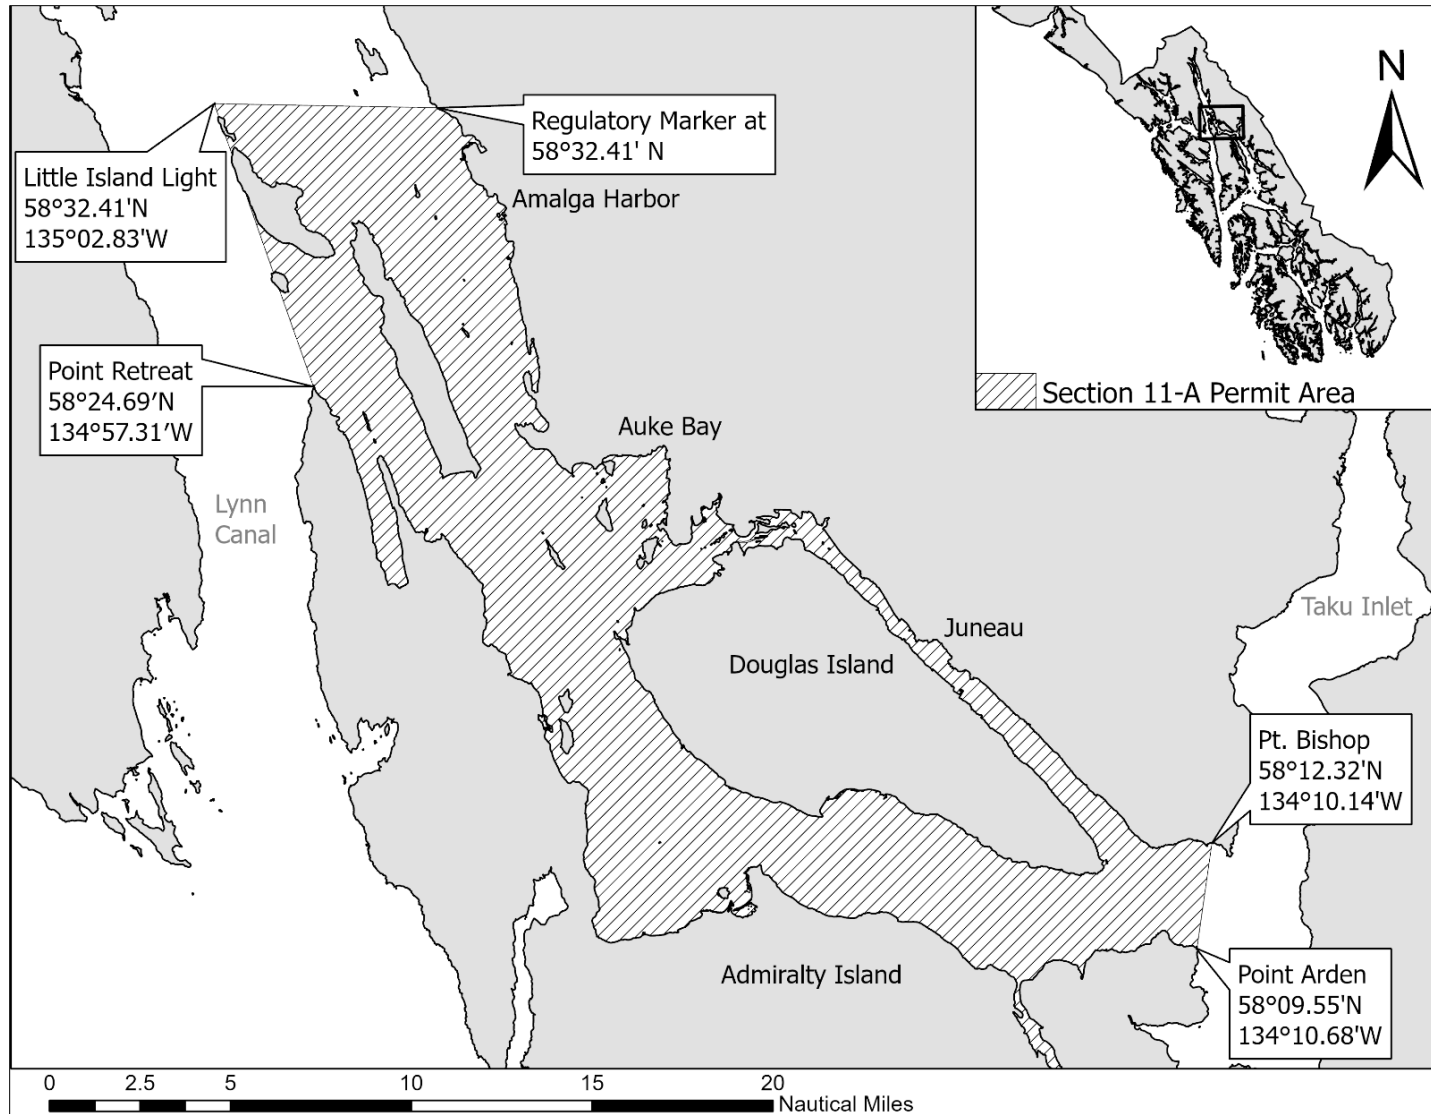 N
Regulatory Marker at
58°32.41' N
Little Island Light
58°32.41'N
135°02.83'W
Amalga Harbor
Section 11-A Permit Area
Point Retreat
58°24.69’N
134°57.31’W
Auke Bay
Lynn
Canal
Taku Inlet
Juneau
Douglas Island
Pt. Bishop
58°12.32'N
134°10.14'W
Admiralty Island
Point Arden
58°09.55'N
134°10.68'W
0 2.5 5 10 15 20
Nautical Miles